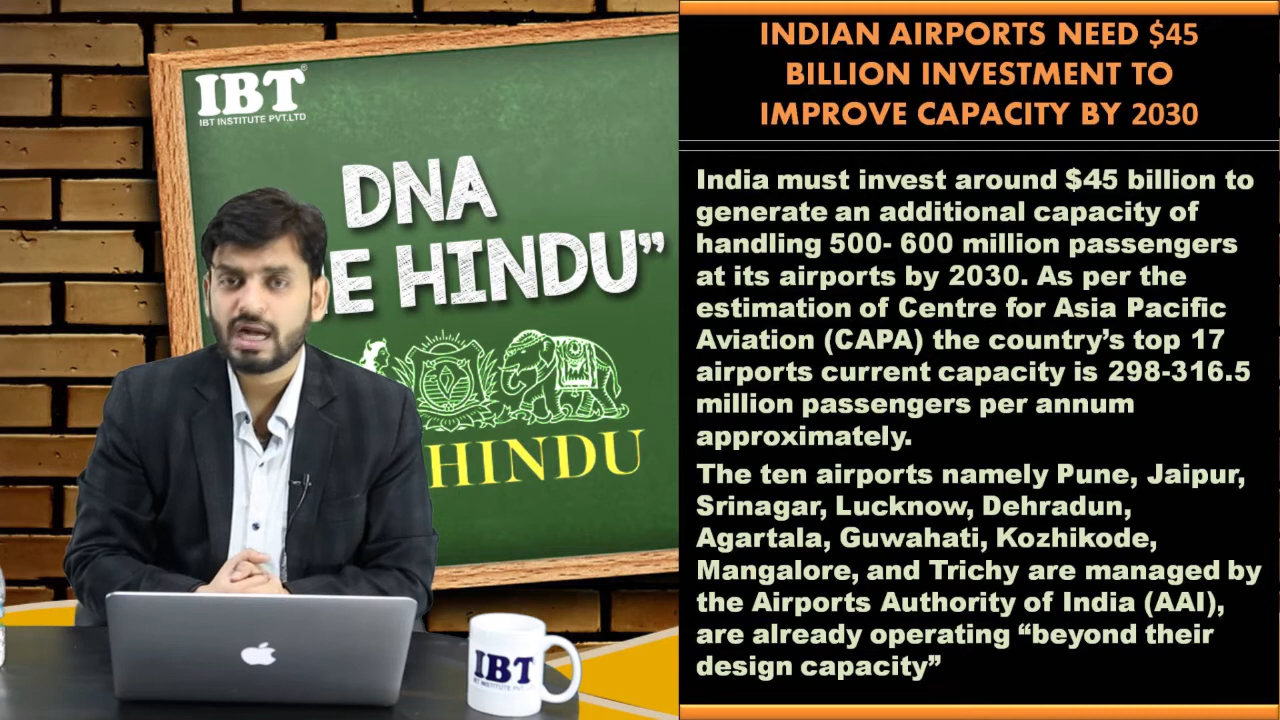 IBT®
IBT INSTITUTE PVT.LTD
DNA
E HINDU”
HINDU
IBT
IBT INSTITUTE PVT. LTD
INDIAN AIRPORTS NEED $45
BILLION INVESTMENT TO
IMPROVE CAPACITY BY 2030
India must invest around $45 billion to
generate an additional capacity of
handling 500- 600 million passengers
at its airports by 2030. As per the
estimation of Centre for Asia Pacific
Aviation (CAPA) the country’s top 17
airports current capacity is 298-316.5
million passengers per annum
approximately.
The ten airports namely Pune, Jaipur,
Srinagar, Lucknow, Dehradun,
Agartala, Guwahati, Kozhikode,
Mangalore, and Trichy are managed by
the Airports Authority of India (AAI),
are already operating “beyond their
design capacity”